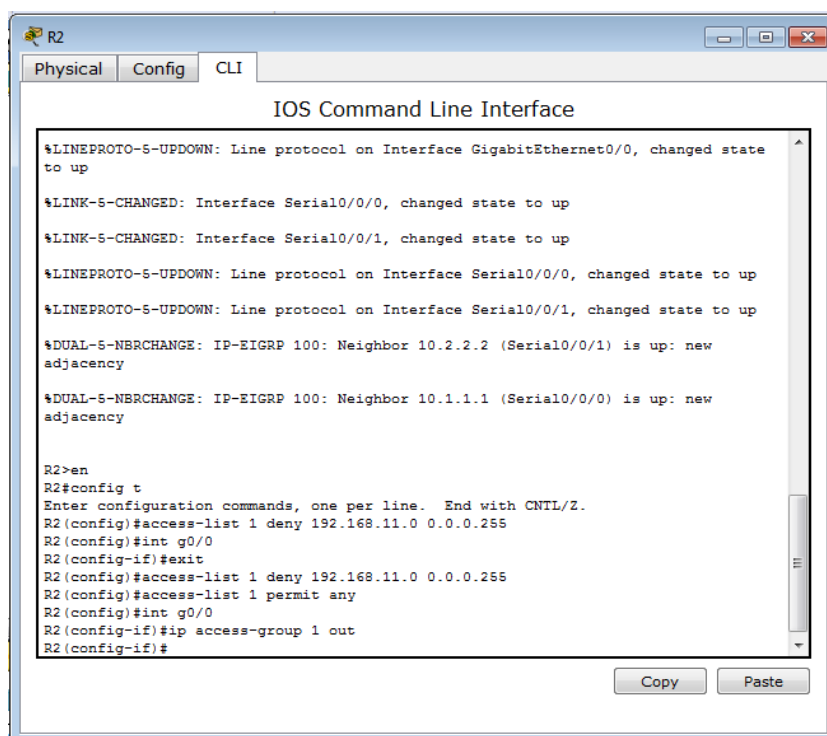 R2
Physical
Config
CLI
IOS Command Line Interface
%LINEPROTO-5-UPDOWN: Line protocol on Interface GigabitEthernet0/0, changed state
to up
%LINK-5-CHANGED: Interface Serial0/0/0, changed state to up
%LINK-5-CHANGED: Interface Serial0/0/1, changed state to up
%LINEPROTO-5-UPDOWN: Line protocol on Interface Serial0/0/0, changed state to up
%LINEPROTO-5-UPDOWN: Line protocol on Interface Serial0/0/1, changed state to up
%DUAL-5-NBRCHANGE: IP-EIGRP 100: Neighbor 10.2.2.2 (Serial0/0/1) is up: new
adjacency
%DUAL-5-NBRCHANGE: IP-EIGRP 100: Neighbor 10.1.1.1 (Serial0/0/0) is up: new
adjacency
R2>en
R2#config t
Enter configuration commands, one per line.  End with CNTL/Z.
R2(config)#access-list 1 deny 192.168.11.0 0.0.0.255
R2(config)#int g0/0
R2(config-if)#exit
R2(config)#access-list 1 deny 192.168.11.0 0.0.0.255
R2(config)#access-list 1 permit any
R2(config)#int g0/0
R2(config-if)#ip access-group 1 out
R2(config-if)#
Copy
Paste